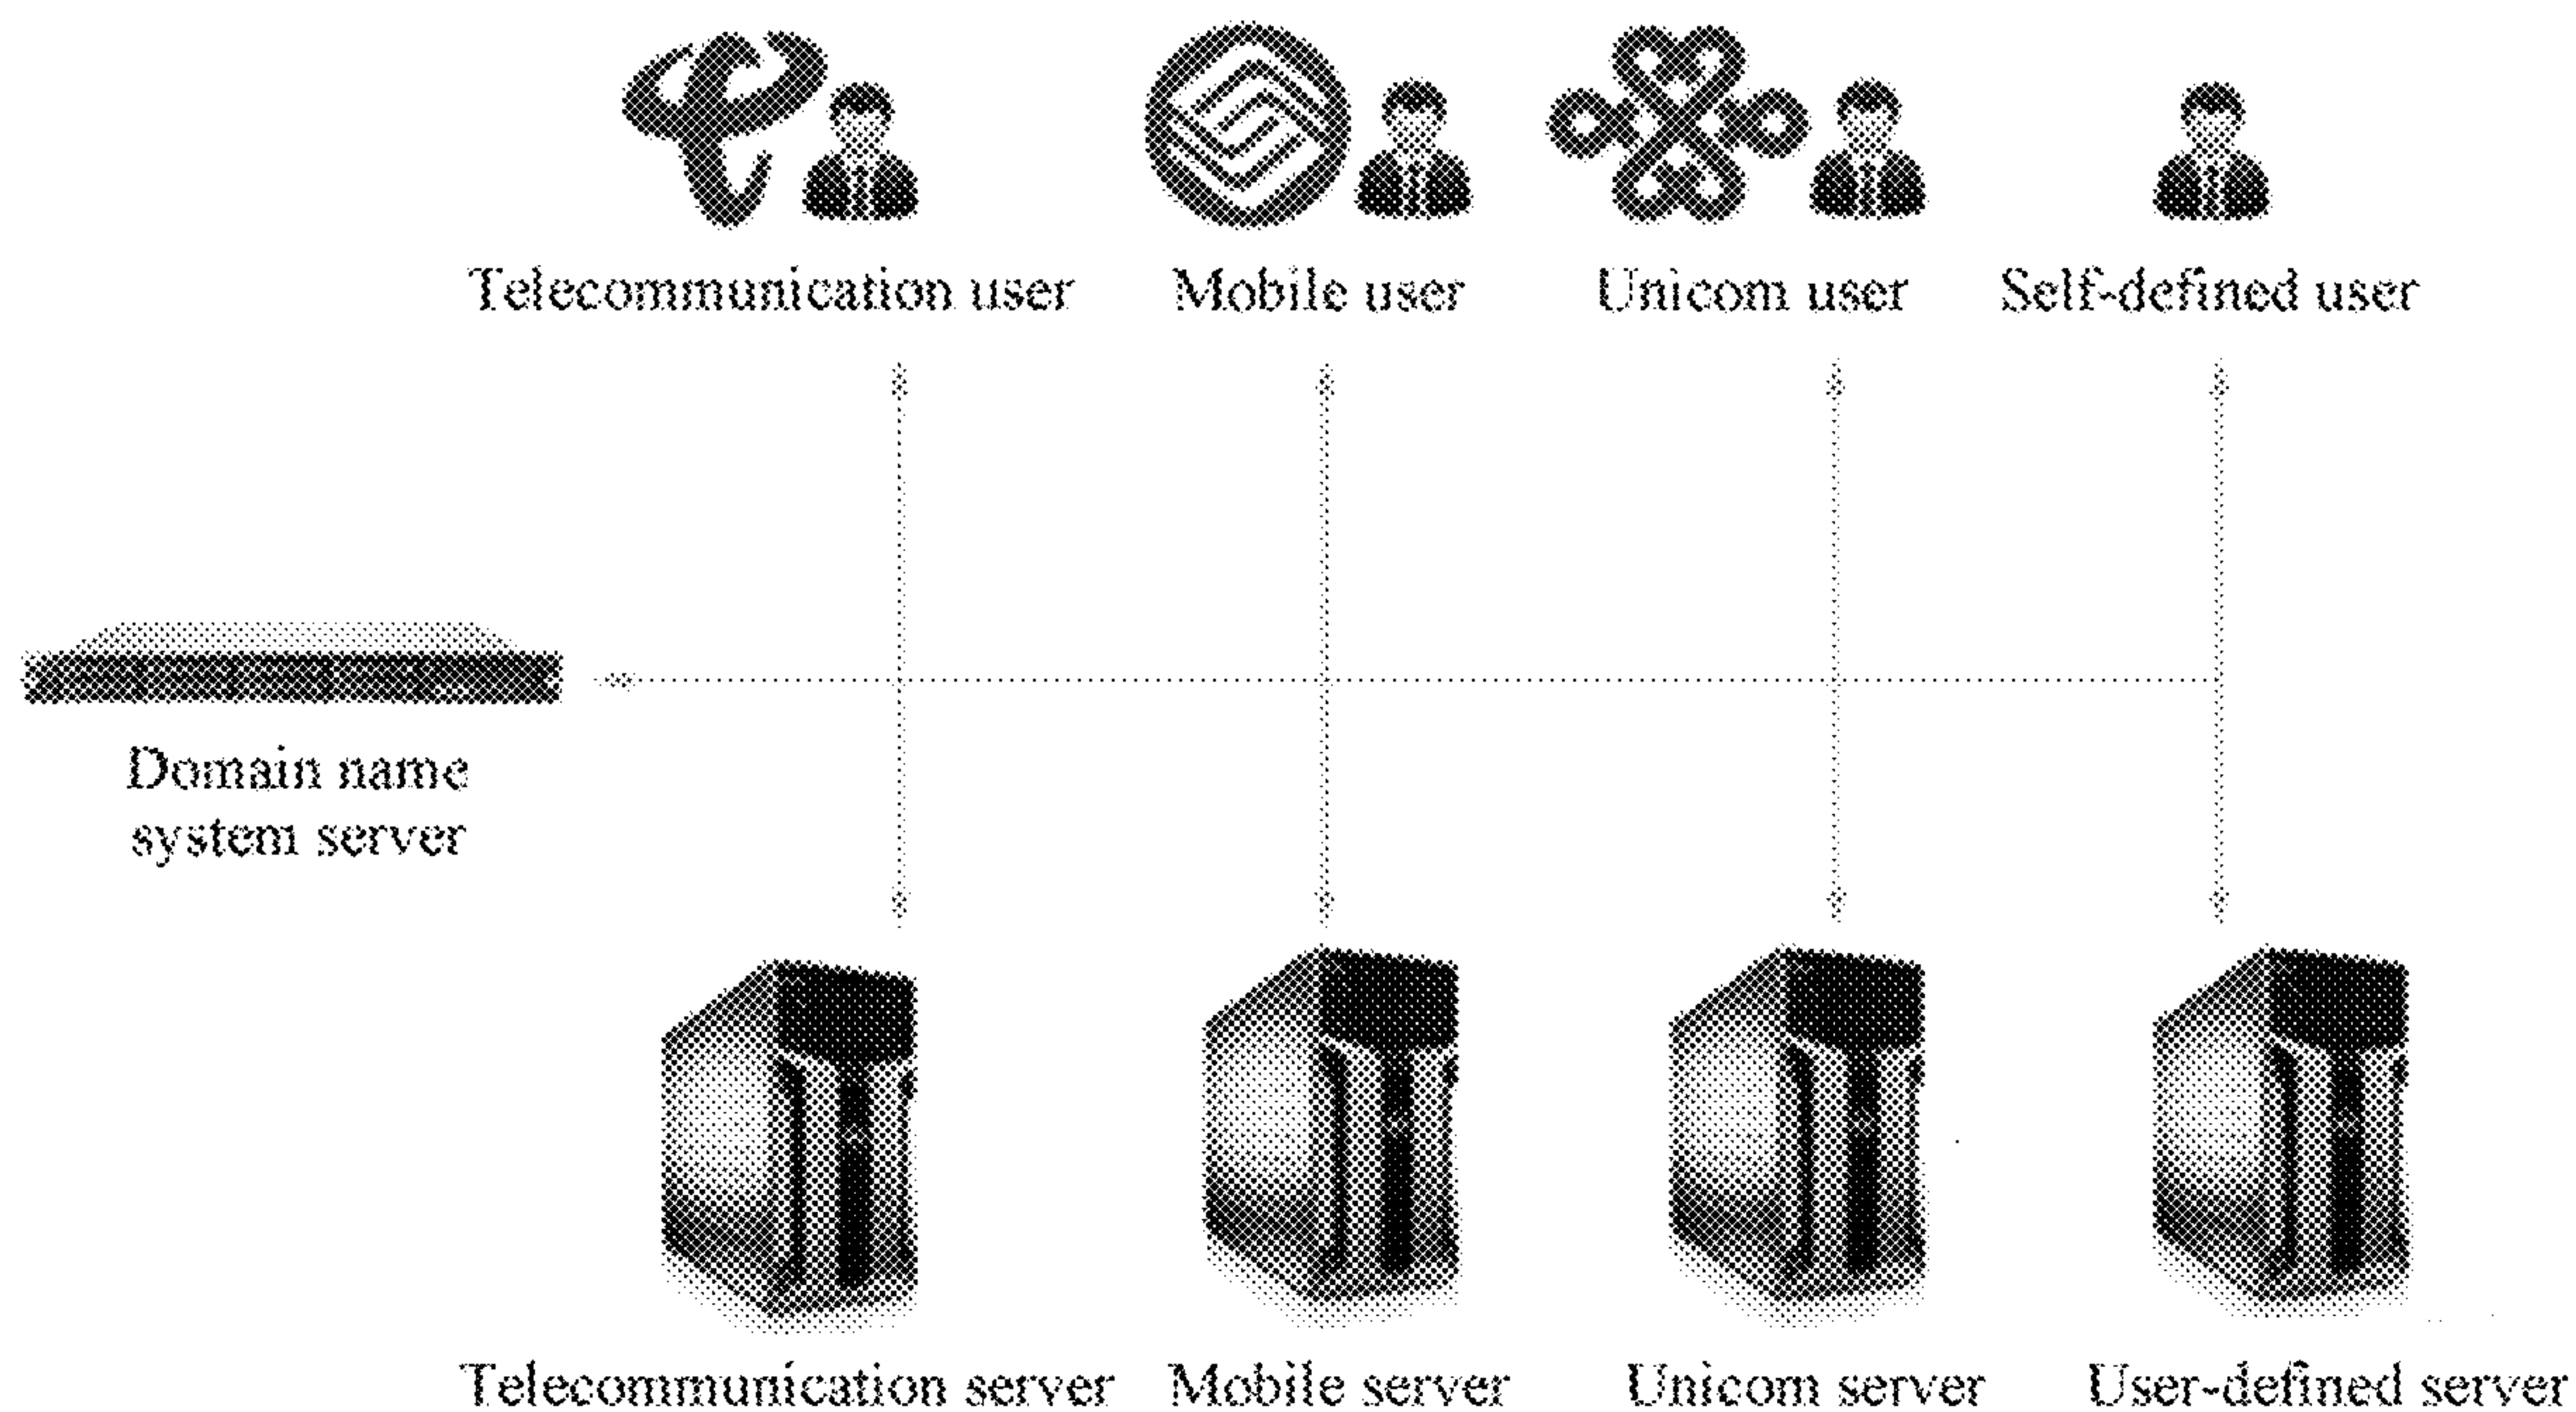 Telecommunication user
Mobile user
Unicom user
Self-defined user
Domain name
system server
Telecommunication server
Mobile server
Unicom server
User-defined server